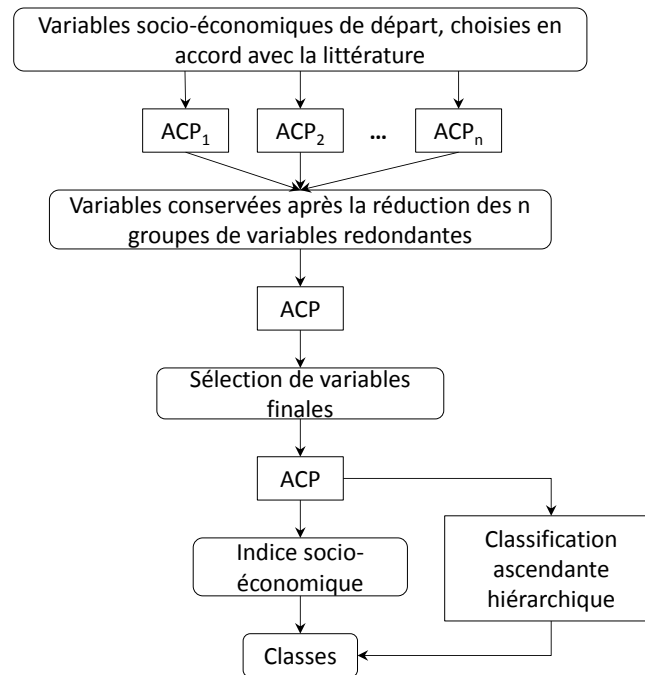 Variables socio-économiques de départ, choisies en
accord avec la littérature
ACP1 ACP2 ... ACPn
Variables conservées après la réduction des n
groupes de variables redondantes
ACP
Sélection de variables
finales
ACP
Indice socio-
économique
Classification
ascendante
hiérarchique
Classes